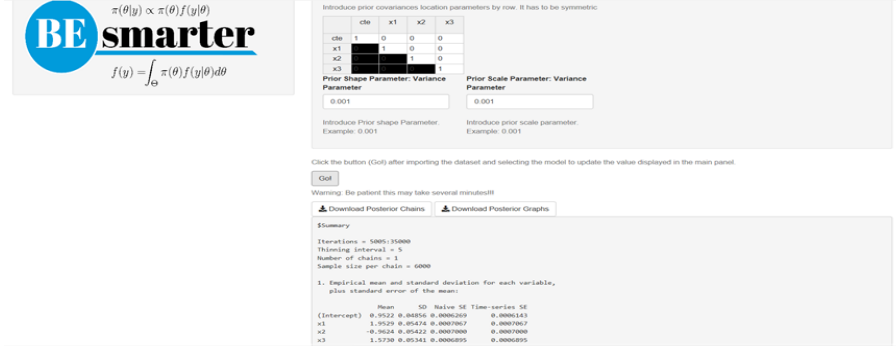 π(θ|y) ∝ π(θ)f(y|θ)
BE smarter
f(y) = ∫Θ π(θ)f(y|θ)dθ
Introduce prior covariances location parameters by row. It has to be symmetric
cte x1 x2 x3
cte 1 0 0 0
x1 1 0 0
x2 1 0
x3 1
Prior Shape Parameter: Variance Parameter
0.001
Introduce Prior shape Parameter.
Example: 0.001
Prior Scale Parameter: Variance Parameter
0.001
Introduce prior scale parameter.
Example: 0.001
Click the button (Go!) after importing the dataset and selecting the model to update the value displayed in the main panel
Go!
Warning: Be patient this may take several minutes!!!
Download Posterior Chains Download Posterior Graphs
$Summary
Iterations = 5005:35000
Thinning interval = 5
Number of chains = 1
Sample size per chain = 6000
1. Empirical mean and standard deviation for each variable,
plus standard error of the mean:
Mean SD Naive SE Time-series SE
(Intercept) 0.9522 0.04856 0.0006269 0.0006143
x1 1.9529 0.05474 0.0007067 0.0007067
x2 -0.9624 0.05422 0.0007000 0.0007000
x3 1.5730 0.05341 0.0006895 0.0006895